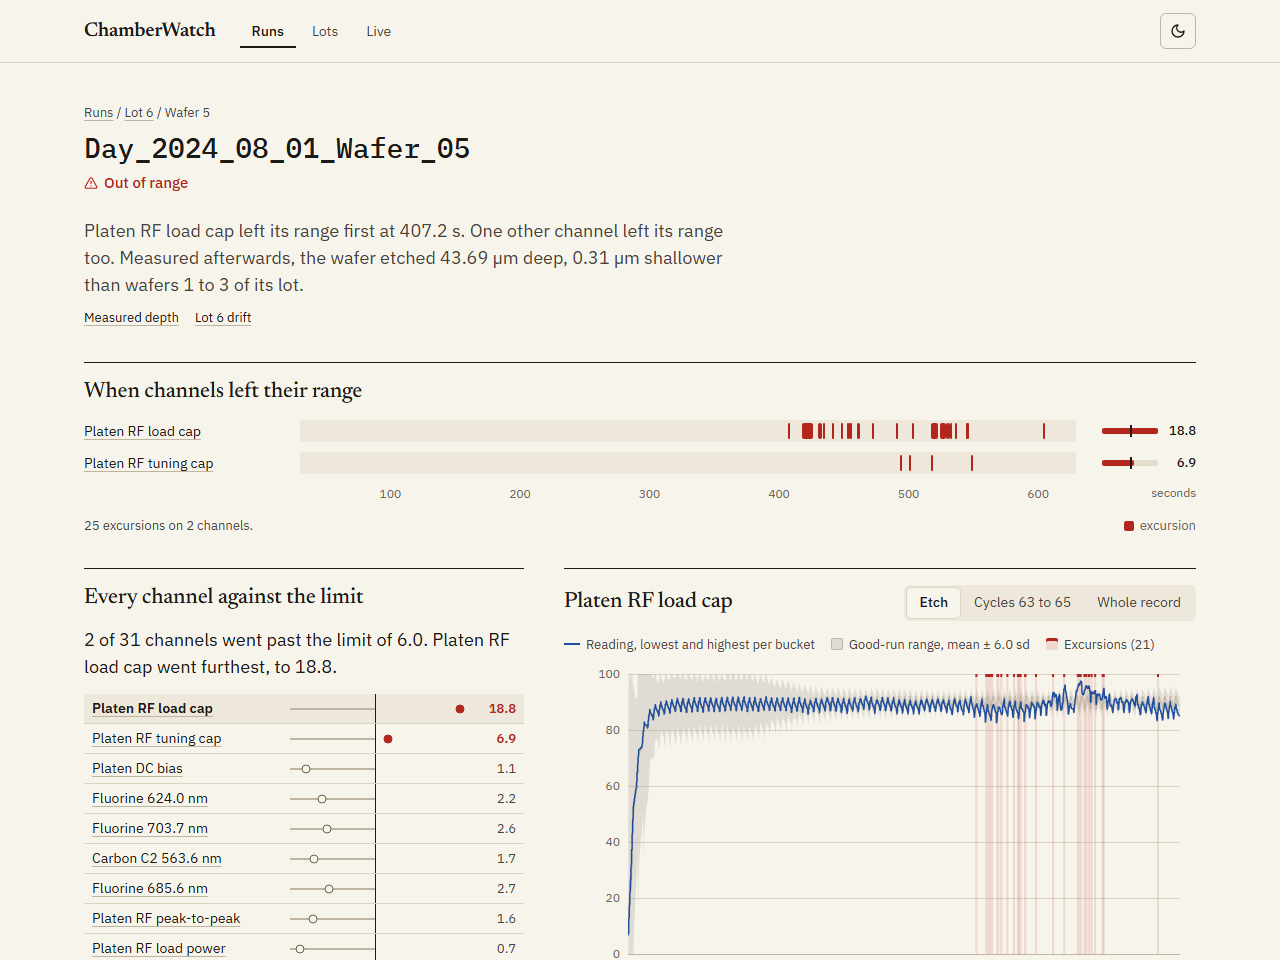 ChamberWatch Runs Lots Live
Runs / Lot 6 / Wafer 5
Day_2024_08_01_Wafer_05
Out of range
Platen RF load cap left its range first at 407.2 s. One other channel left its range
too. Measured afterwards, the wafer etched 43.69 µm deep, 0.31 µm shallower
than wafers 1 to 3 of its lot.
Measured depth Lot 6 drift
When channels left their range
Platen RF load cap 18.8
Platen RF tuning cap 6.9
100 200 300 400 500 600 seconds
25 excursions on 2 channels. excursion
Every channel against the limit
2 of 31 channels went past the limit of 6.0. Platen RF
load cap went furthest, to 18.8.
Platen RF load cap 18.8
Platen RF tuning cap 6.9
Platen DC bias 1.1
Fluorine 624.0 nm 2.2
Fluorine 703.7 nm 2.6
Carbon C2 563.6 nm 1.7
Fluorine 685.6 nm 2.7
Platen RF peak-to-peak 1.6
Platen RF load power 0.7
Platen RF load cap Etch Cycles 63 to 65 Whole record
Reading, lowest and highest per bucket Good-run range, mean ± 6.0 sd Excursions (21)
100
80
60
40
20
0